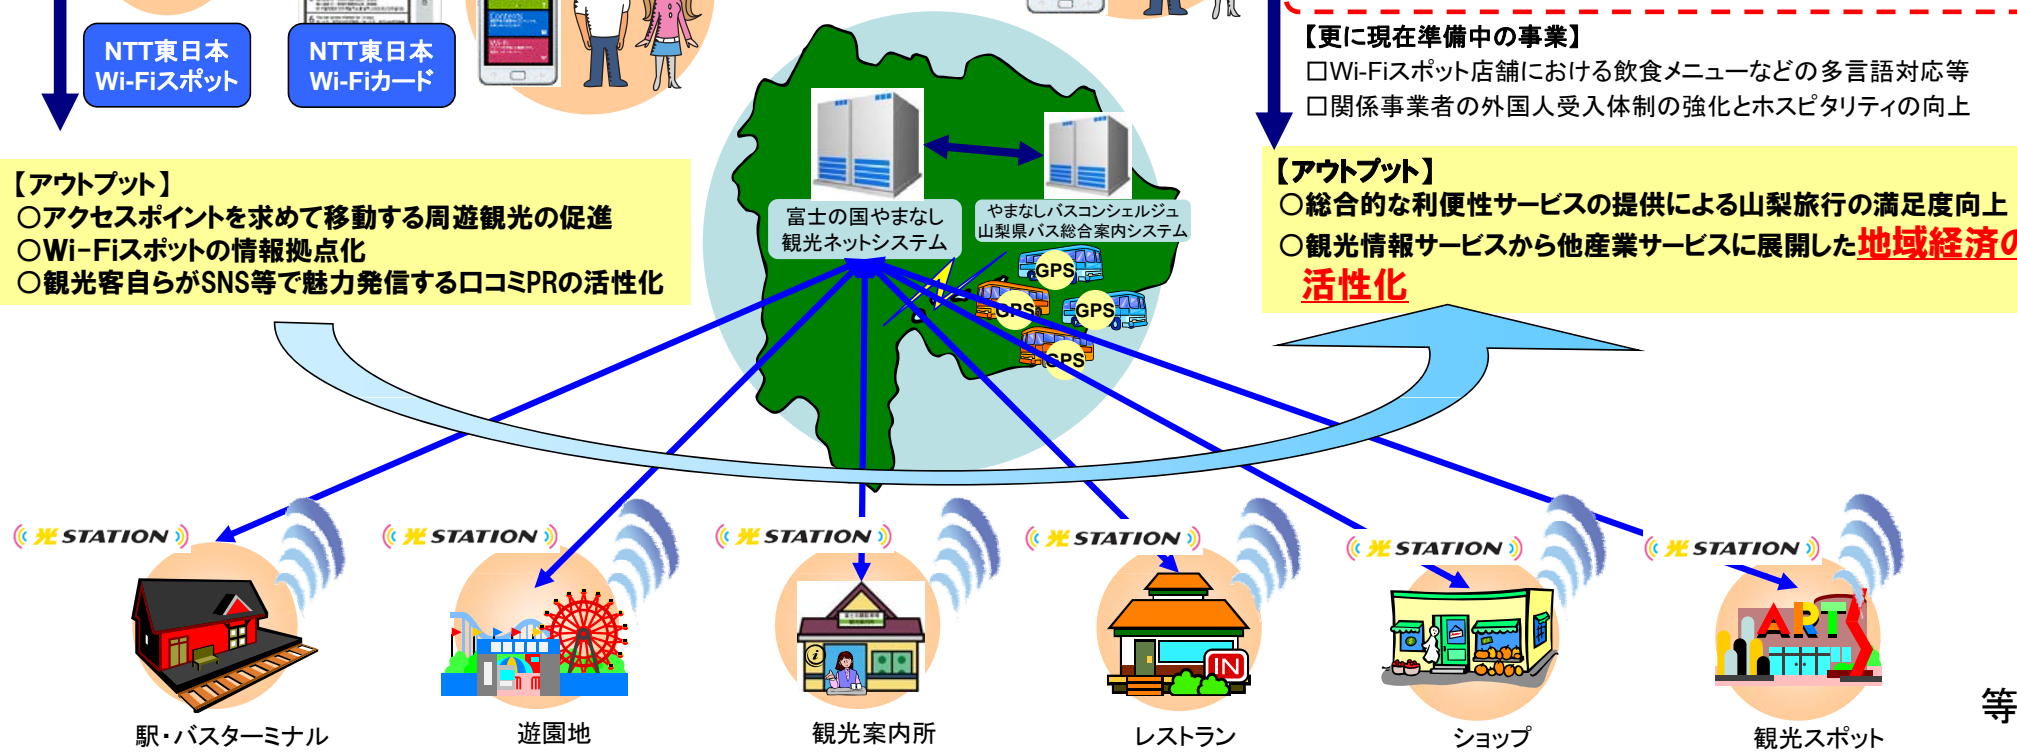 NTT東日本
Wi-Fiスポット
NTT東日本
Wi-Fiカード
Contents
Wi-Fi
【更に現在準備中の事業】
□Wi-Fiスポット店舗における飲食メニューなどの多言語対応等
□関係事業者の外国人受入体制の強化とホスピタリティの向上
【アウトプット】
○アクセスポイントを求めて移動する周遊観光の促進
○Wi-Fiスポットの情報拠点化
○観光客自らがSNS等で魅力発信する口コミPRの活性化
富士の国やまなし
観光ネットシステム
やまなしバスコンシェルジュ
山梨県バス総合案内システム
GPS
GPS
GPS
GPS
【アウトプット】
○総合的な利便性サービスの提供による山梨旅行の満足度向上
○観光情報サービスから他産業サービスに展開した地域経済の
活性化
光 STATION
光 STATION
光 STATION
光 STATION
光 STATION
光 STATION
i
IN
ART
駅・バスターミナル
遊園地
観光案内所
レストラン
ショップ
観光スポット
等